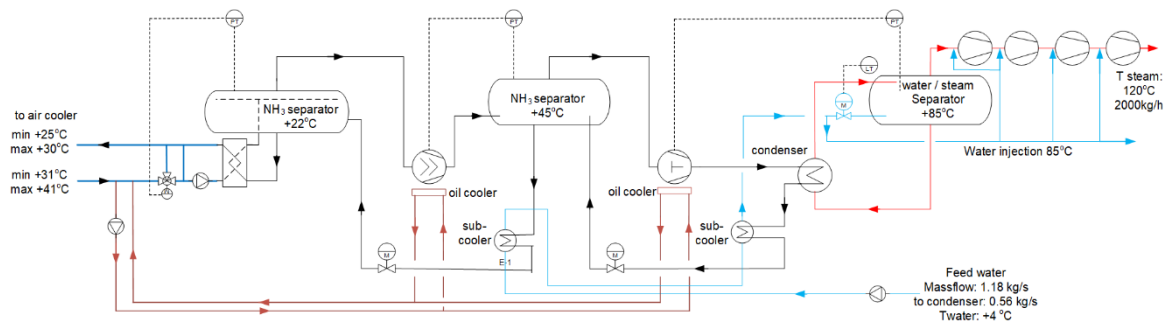 PT
PT
PT
LT
M
NH3 separator
+22°C
NH3 separator
+45°C
water / steam
Separator
+85°C
T steam:
120°C
2000kg/h
to air cooler
min +25°C
max +30°C
min +31°C
max +41°C
condenser
Water injection 85°C
oil cooler
oil cooler
sub-
cooler
sub-
cooler
E-1
M
M
Feed water
Massflow: 1.18 kg/s
to condenser: 0.56 kg/s
Twater: +4 °C